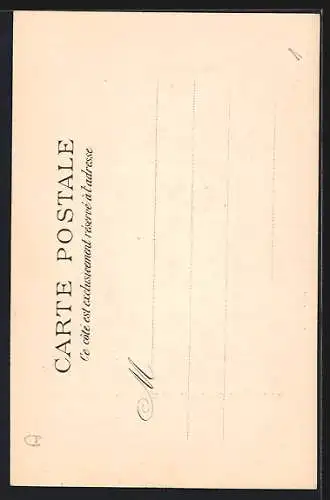 CARTE POSTALE
Ce côté est exclusivement réservé à l'adresse
M